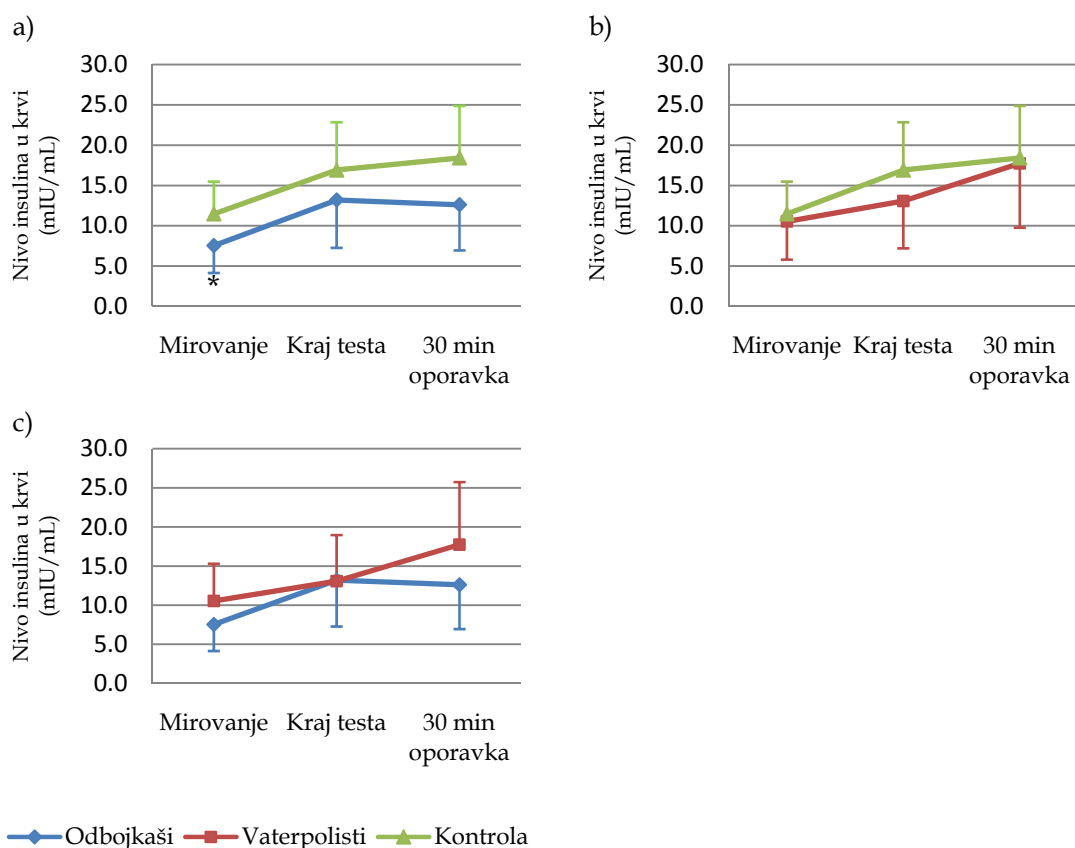 a)
Nivo insulina u krvi
(mIU/mL)
30.0
25.0
20.0
15.0
10.0
5.0
0.0
*
Mirovanje Kraj testa 30 min
oporavka
b)
Nivo insulina u krvi
(mIU/mL)
30.0
25.0
20.0
15.0
10.0
5.0
0.0
Mirovanje Kraj testa 30 min
oporavka
c)
Nivo insulina u krvi
(mIU/mL)
30.0
25.0
20.0
15.0
10.0
5.0
0.0
Mirovanje Kraj testa 30 min
oporavka
Odbojkaši Vaterpolisti Kontrola